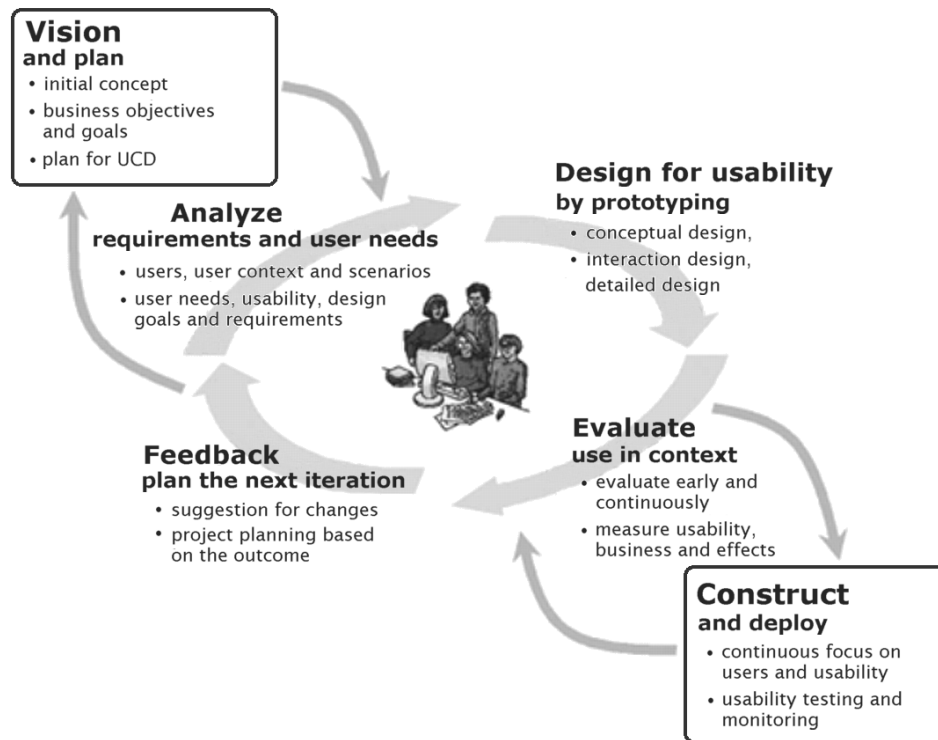 Vision
and plan
• initial concept
• business objectives
and goals
• plan for UCD
Analyze
requirements and user needs
• users, user context and scenarios
• user needs, usability, design
goals and requirements
Design for usability
by prototyping
• conceptual design,
• interaction design,
detailed design
Evaluate
use in context
• evaluate early and
continuously
• measure usability,
business and effects
Feedback
plan the next iteration
• suggestion for changes
• project planning based
on the outcome
Construct
and deploy
• continuous focus on
users and usability
• usability testing and
monitoring